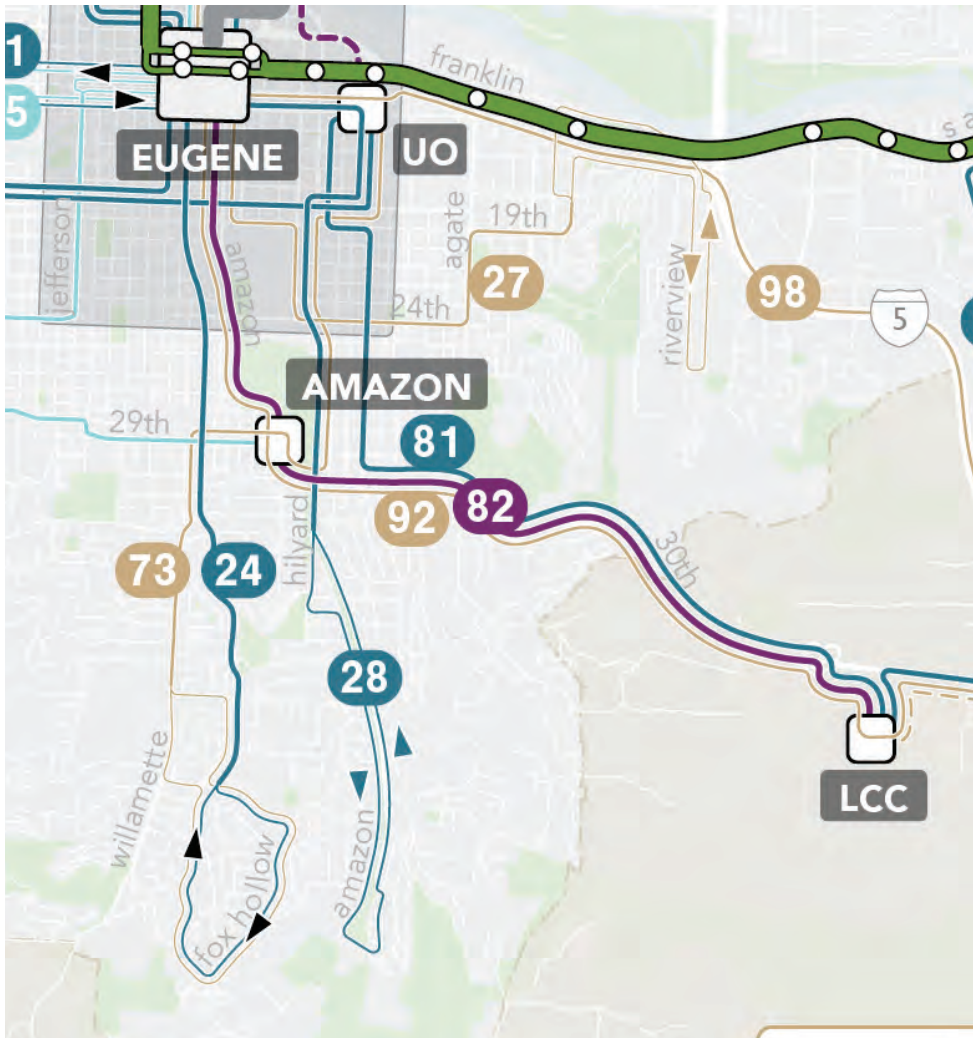 franklin
1
5
EUGENE
UO
s a
jefferson
amazon
agate
19th
27
24th
riverview
98
5
AMAZON
29th
81
92
82
hilyard
73
24
30th
28
willamette
LCC
amazon
fox hollow